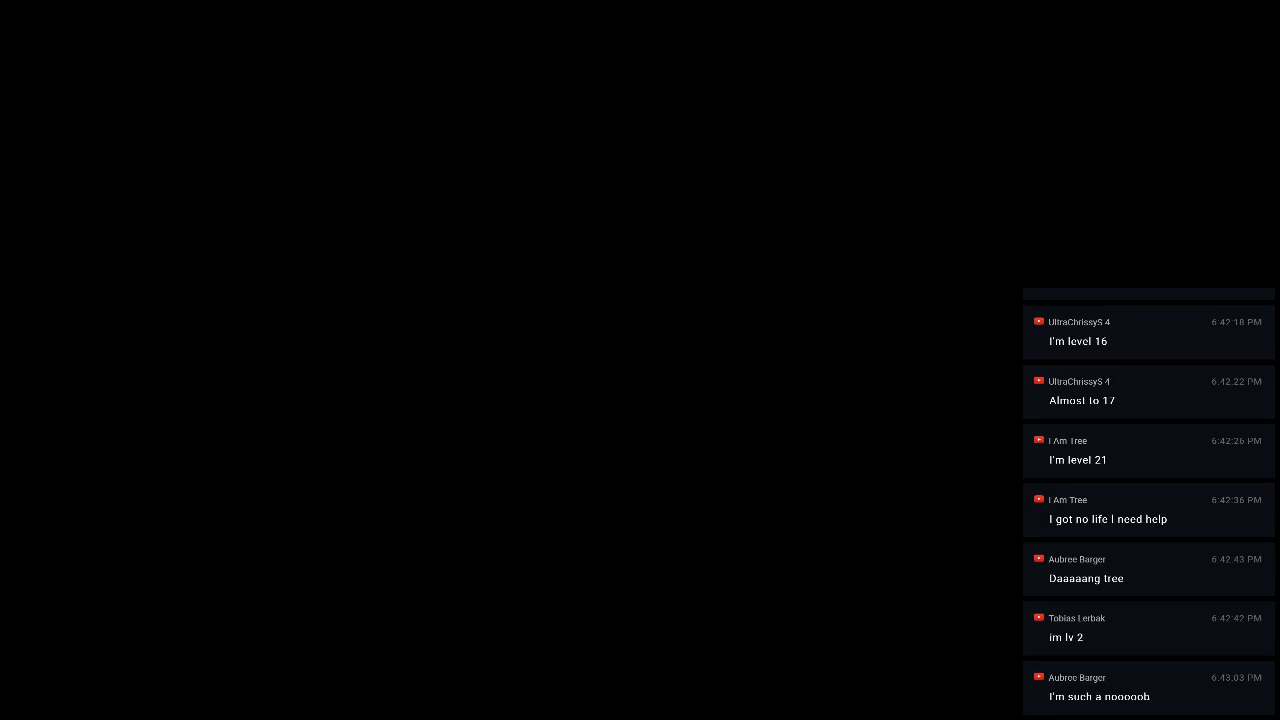 UltraChrissyS 4 6:42:18 PM
I'm level 16
UltraChrissyS 4 6:42:22 PM
Almost to 17
I Am Tree 6:42:26 PM
I'm level 21
I Am Tree 6:42:36 PM
I got no life I need help
Aubree Barger 6:42:43 PM
Daaaaang tree
Tobias Lerbak 6:42:42 PM
im lv 2
Aubree Barger 6:43:03 PM
I'm such a nooooob